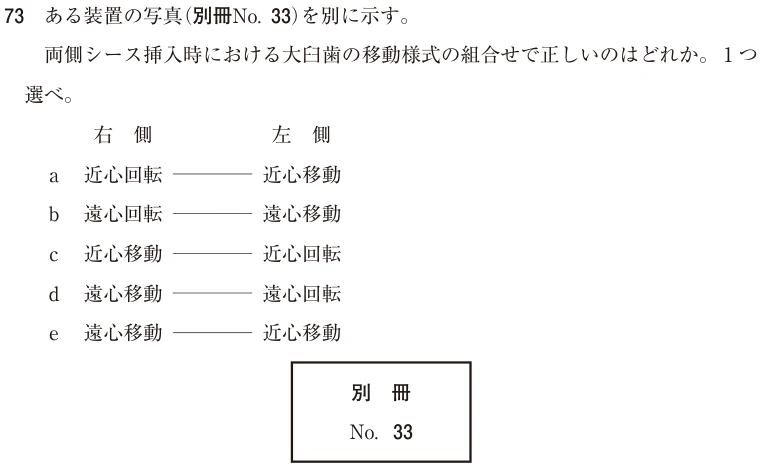 73　ある装置の写真(別冊No. 33)を別に示す。
両側シース挿入時における大臼歯の移動様式の組合せで正しいのはどれか。1つ
選べ。
右　側　　　　　　左　側
a　近心回転 ———— 近心移動
b　遠心回転 ———— 遠心移動
c　近心移動 ———— 近心回転
d　遠心移動 ———— 遠心回転
e　遠心移動 ———— 近心移動
別　冊
No. 33